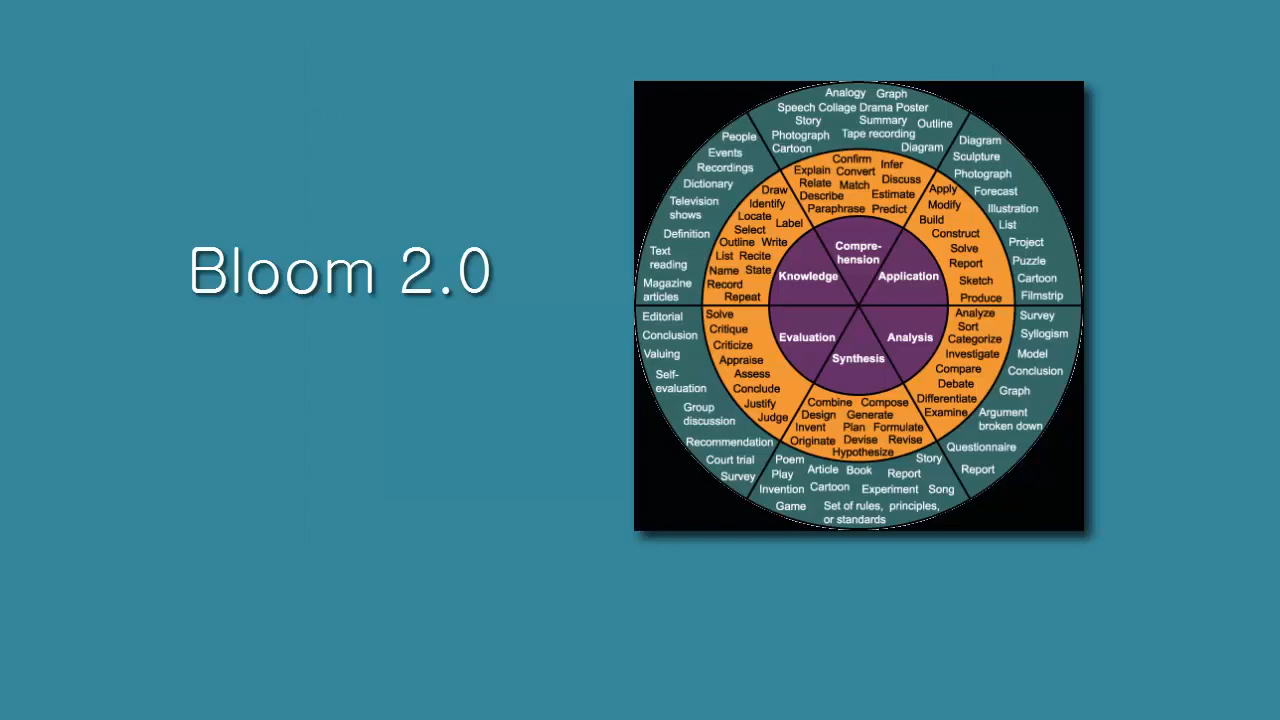 Bloom 2.0
Analogy Graph
Speech Collage Drama Poster
Story Summary Outline
Photograph Tape recording
Cartoon Diagram
Confirm
Explain Convert Infer
Relate Match Discuss
Describe Estimate
Paraphrase Predict
Compre-
hension
Diagram
Sculpture
Photograph
Forecast
Illustration
List
Project
Puzzle
Cartoon
Filmstrip
Apply
Modify
Build
Construct
Solve
Report
Sketch
Produce
Application
Survey
Syllogism
Model
Conclusion
Graph
Argument
broken down
Questionnaire
Report
Analyze
Sort
Categorize
Investigate
Compare
Debate
Differentiate
Examine
Analysis
Synthesis
Combine Compose
Design Generate
Invent Plan Formulate
Originate Devise Revise
Hypothesize
Poem Story
Play Article Book Report
Invention Cartoon Experiment Song
Game Set of rules, principles,
or standards
Evaluation
Solve
Critique
Criticize
Appraise
Assess
Conclude
Justify
Judge
Editorial
Conclusion
Valuing
Self-
evaluation
Group
discussion
Recommendation
Court trial
Survey
Knowledge
Draw
Identify
Locate Label
Select
Outline Write
List Recite
Name State
Record
Repeat
People
Events
Recordings
Dictionary
Television
shows
Definition
Text
reading
Magazine
articles